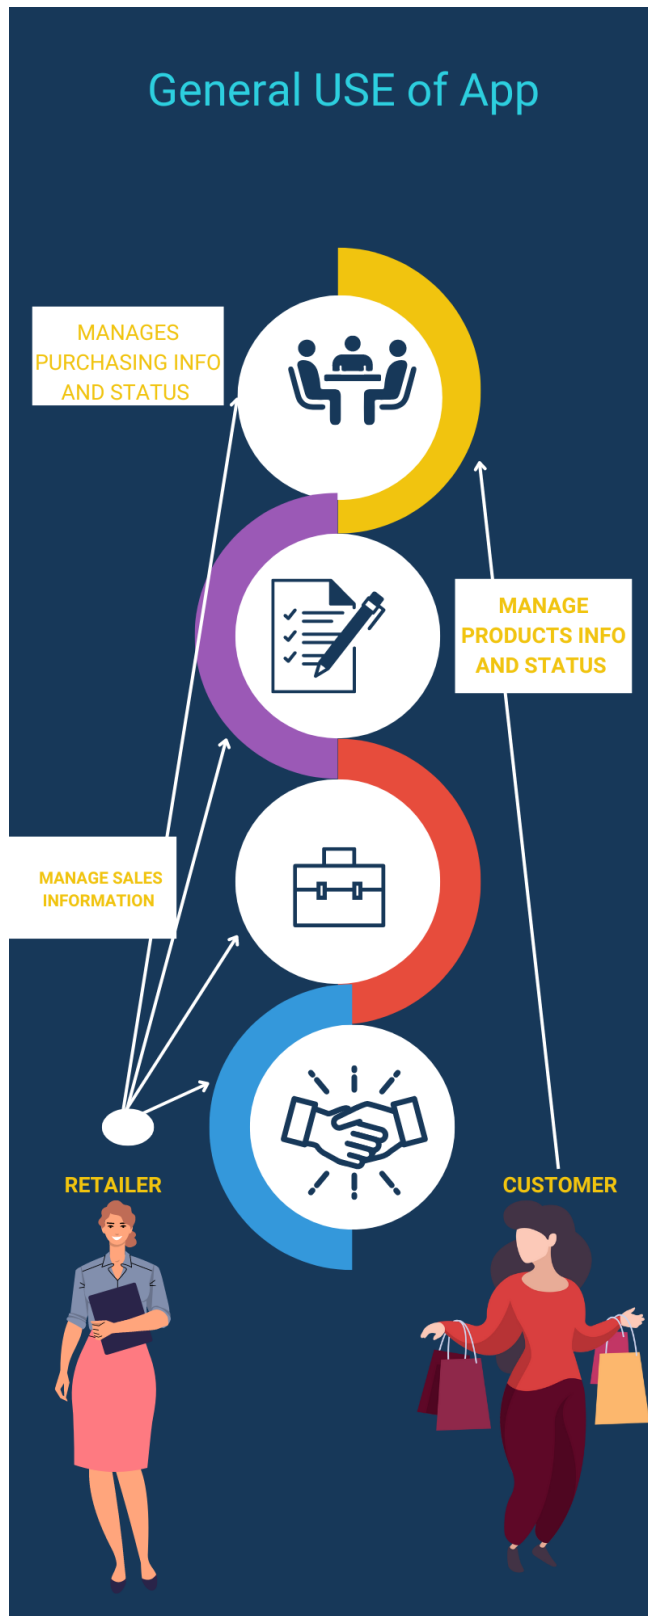 General USE of App
MANAGES
PURCHASING INFO
AND STATUS
MANAGE
PRODUCTS INFO
AND STATUS
MANAGE SALES
INFORMATION
RETAILER
CUSTOMER